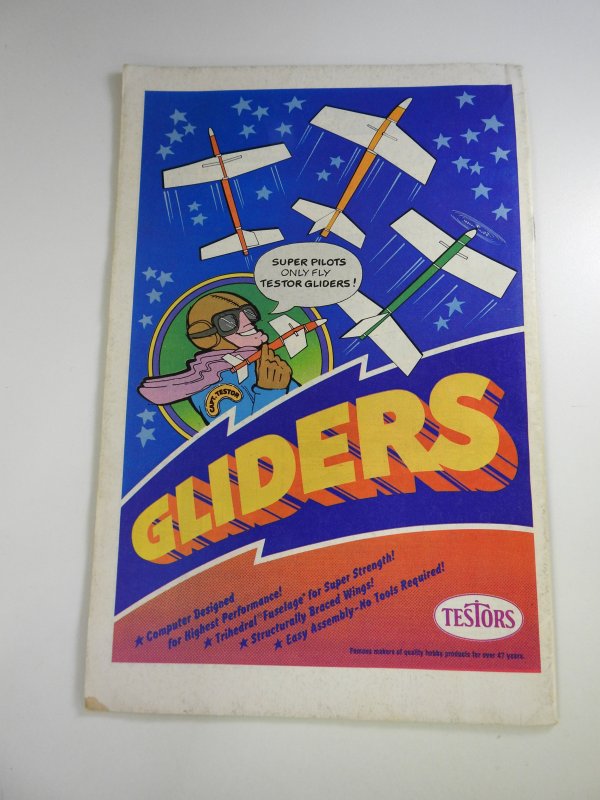 SUPER PILOTS
ONLY FLY
TESTOR GLIDERS!
CAPT. TESTOR
GLIDERS
★ Computer Designed
for Highest Performance!
★ Trihedral™ Fuselage for Super Strength!
★ Structurally Braced Wings!
★ Easy Assembly-No Tools Required!
TESTORS
Famous makers of quality hobby products for over 47 years.